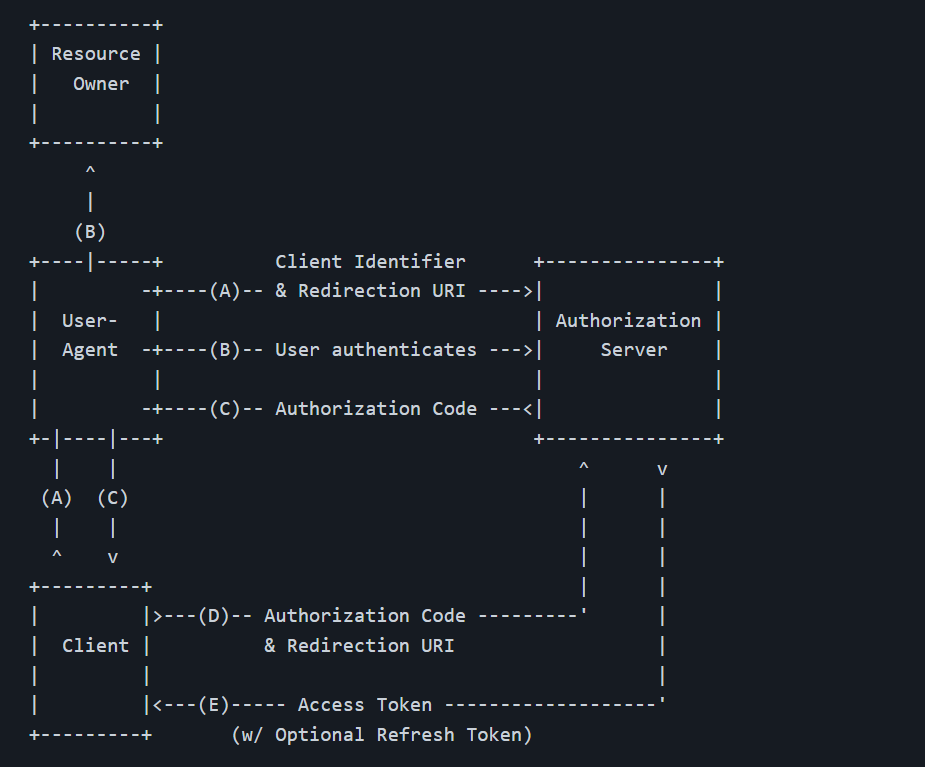 +----------+
| Resource |
|   Owner  |
|          |
+----------+
     ^
     |
    (B)
+----|-----+          Client Identifier      +---------------+
|         -+----(A)-- & Redirection URI ---->|               |
|  User-   |                                 | Authorization |
|  Agent  -+----(B)-- User authenticates --->|     Server    |
|          |                                 |               |
|         -+----(C)-- Authorization Code ---<|               |
+-|----|---+                                 +---------------+
  |    |                                         ^      v
 (A)  (C)                                        |      |
  |    |                                         |      |
  ^    v                                         |      |
+---------+                                      |      |
|         |>---(D)-- Authorization Code ---------'      |
|  Client |          & Redirection URI                  |
|         |                                             |
|         |<---(E)----- Access Token -------------------'
+---------+       (w/ Optional Refresh Token)